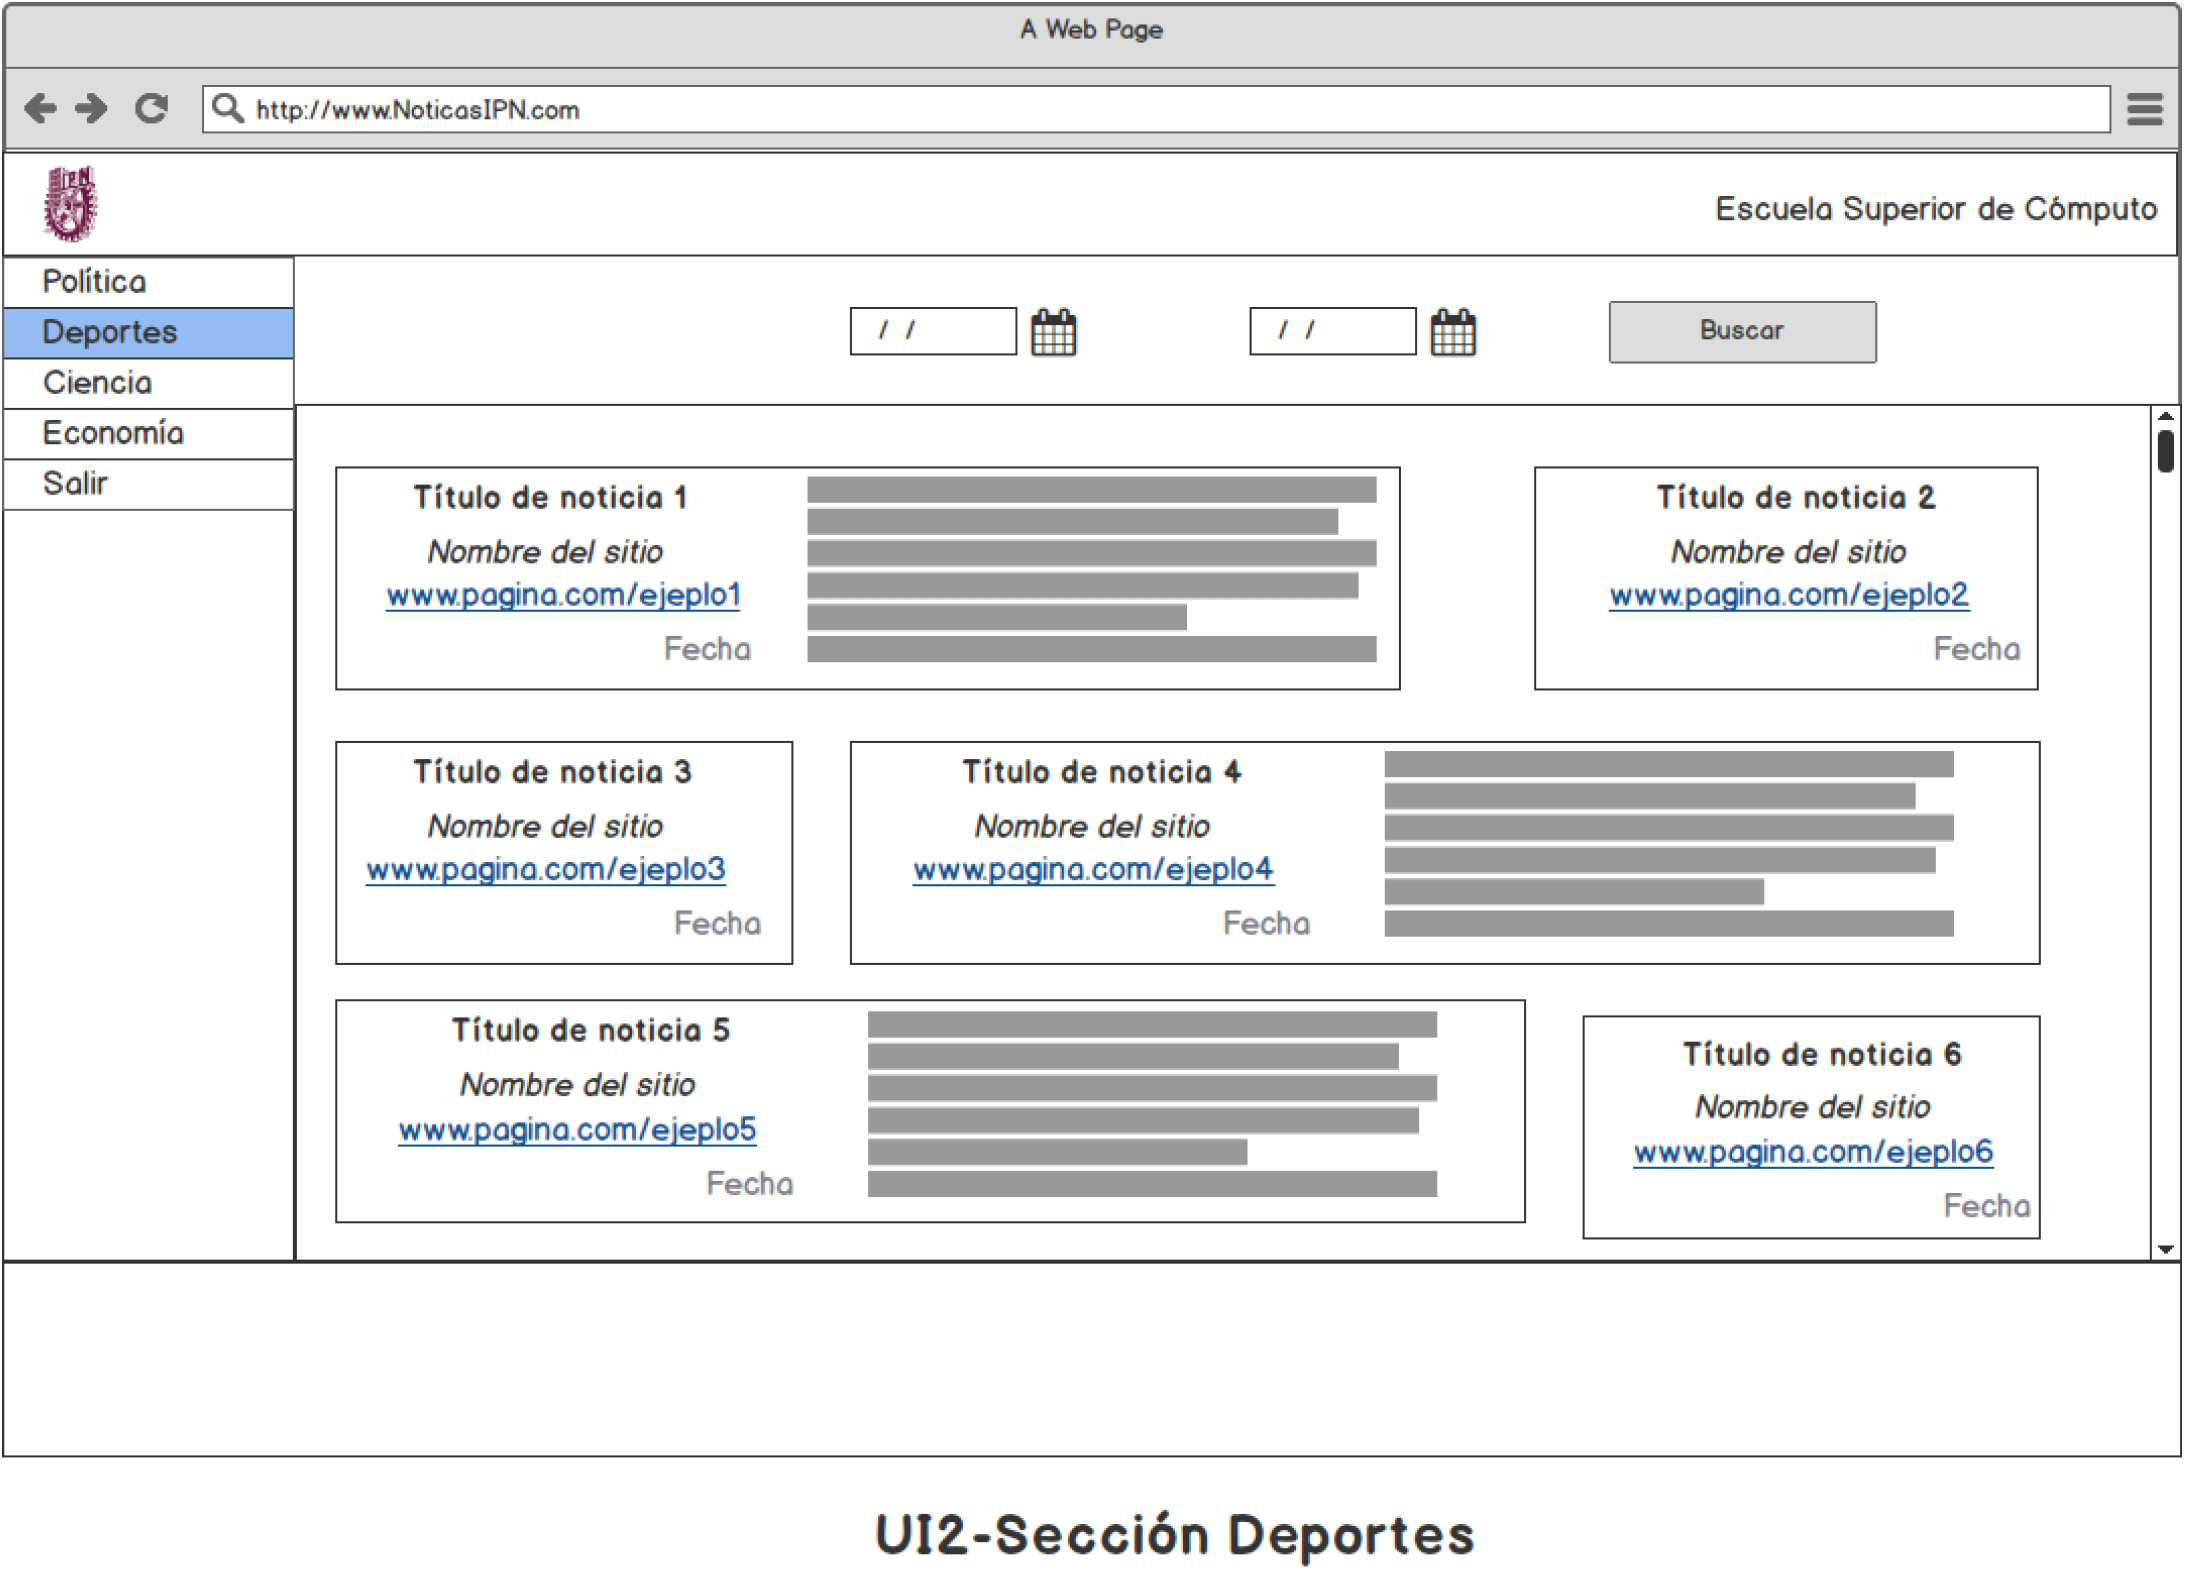 A Web Page
http://www.NoticasIPN.com
IPN
Escuela Superior de Cómputo
Política
Deportes
Ciencia
Economía
Salir
/ /
/ /
Buscar
Título de noticia 1
Nombre del sitio
www.pagina.com/ejeplo1
Fecha
Título de noticia 2
Nombre del sitio
www.pagina.com/ejeplo2
Fecha
Título de noticia 3
Nombre del sitio
www.pagina.com/ejeplo3
Fecha
Título de noticia 4
Nombre del sitio
www.pagina.com/ejeplo4
Fecha
Título de noticia 5
Nombre del sitio
www.pagina.com/ejeplo5
Fecha
Título de noticia 6
Nombre del sitio
www.pagina.com/ejeplo6
Fecha
UI2-Sección Deportes